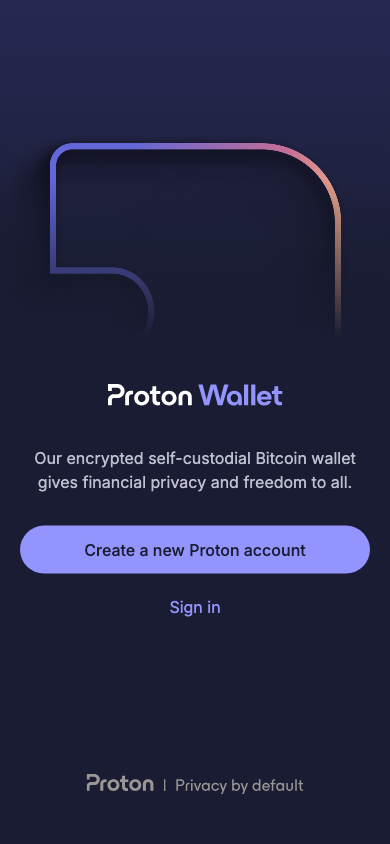 Proton Wallet
Our encrypted self-custodial Bitcoin wallet
gives financial privacy and freedom to all.
Create a new Proton account
Sign in
Proton | Privacy by default